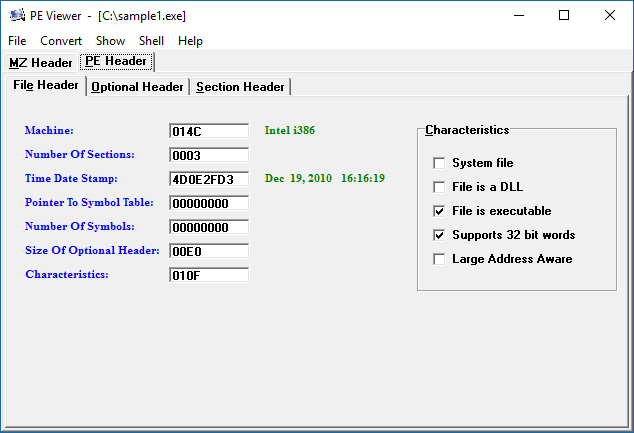 PE Viewer - [C:\sample1.exe]
File Convert Show Shell Help
MZ Header PE Header
File Header Optional Header Section Header
Machine: 014C Intel i386
Number Of Sections: 0003
Time Date Stamp: 4D0E2FD3 Dec 19, 2010 16:16:19
Pointer To Symbol Table: 00000000
Number Of Symbols: 00000000
Size Of Optional Header: 00E0
Characteristics: 010F
Characteristics
System file
File is a DLL
File is executable
Supports 32 bit words
Large Address Aware